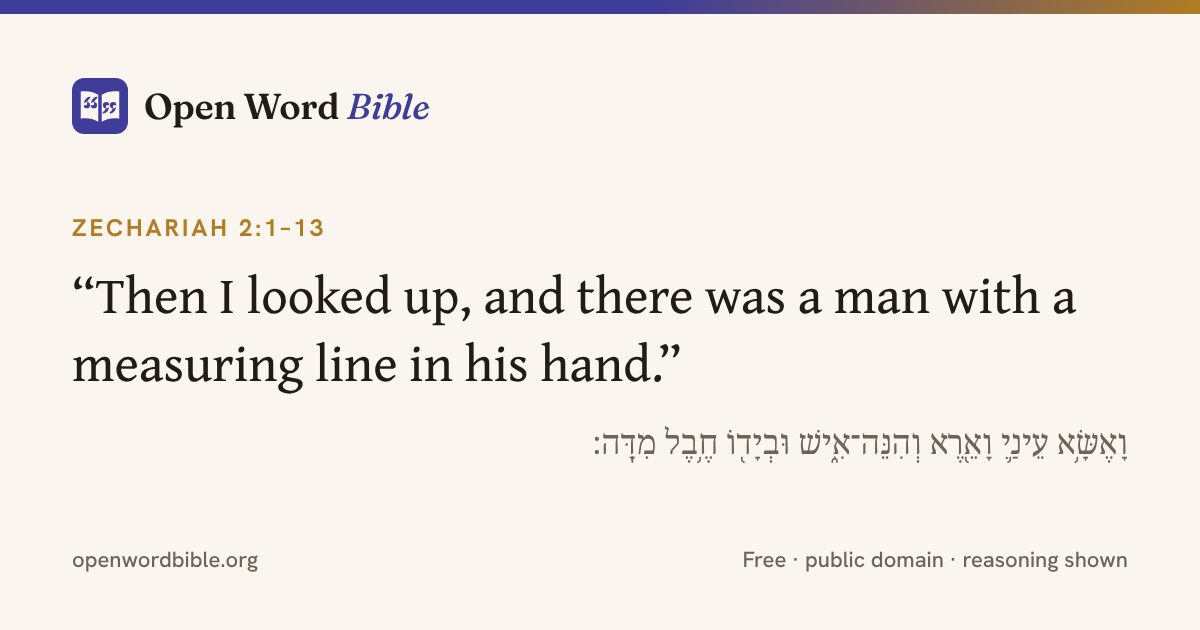 Open Word Bible
ZECHARIAH 2:1–13
“Then I looked up, and there was a man with a
measuring line in his hand.”
וָאֶשָּׂ֥א עֵינַ֛י וָאֵ֖רֶא וְהִנֵּה־אִ֑ישׁ וּבְיָד֖וֹ חֶ֥בֶל מִדָּֽה׃
openwordbible.org
Free · public domain · reasoning shown